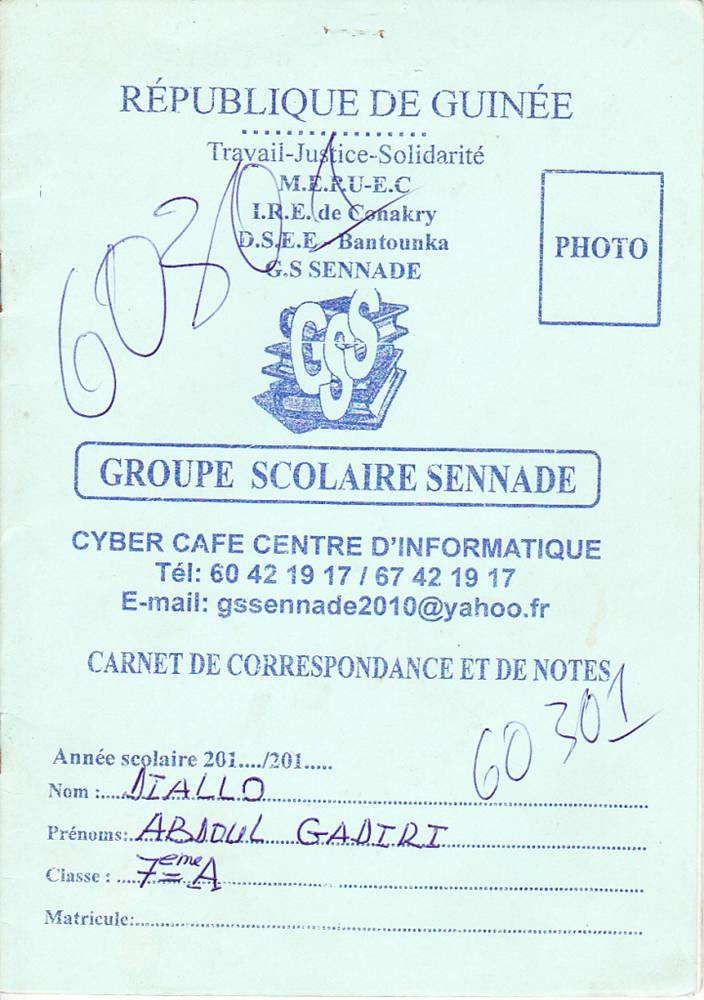 RÉPUBLIQUE DE GUINÉE
Travail-Justice-Solidarité
M.E.P.U-E.C
I.R.E. de Conakry
D.S.E.E - Bantounka
G.S SENNADE
60301
PHOTO
GSS
GROUPE SCOLAIRE SENNADE
CYBER CAFE CENTRE D'INFORMATIQUE
Tél: 60 42 19 17 / 67 42 19 17
E-mail: gssennade2010@yahoo.fr
CARNET DE CORRESPONDANCE ET DE NOTES
60301
Année scolaire 201..../201.....
Nom :....DIALLO
Prénoms:..ABDOUL GADIRI
Classe : ....7eme A
Matricule:....